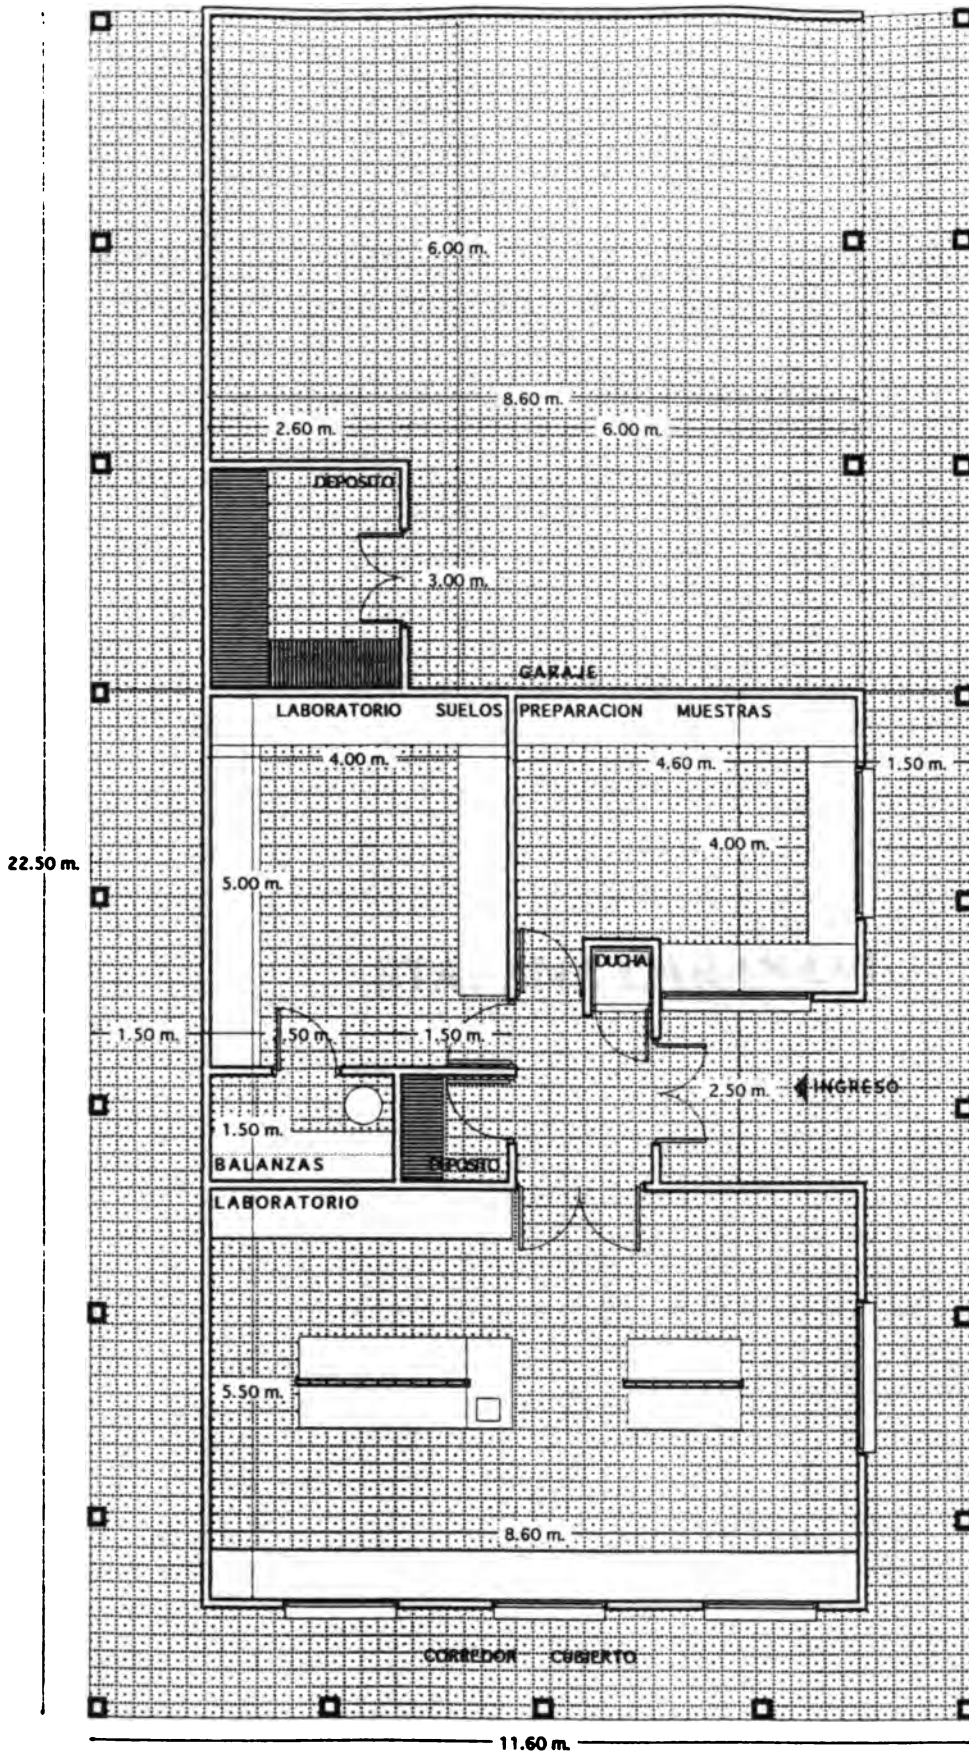 6.00 m.
8.60 m.
2.60 m.
6.00 m.
DEPOSITO
3.00 m.
GARAJE
LABORATORIO SUELOS
PREPARACION MUESTRAS
4.00 m.
4.60 m.
1.50 m.
4.00 m.
22.50 m.
5.00 m.
DUCHA
1.50 m.
1.50 m.
2.50 m.
INGRESO
1.50 m.
BALANZAS
DEPOSITO
LABORATORIO
5.50 m.
8.60 m.
CORREDOR CUBIERTO
11.60 m.